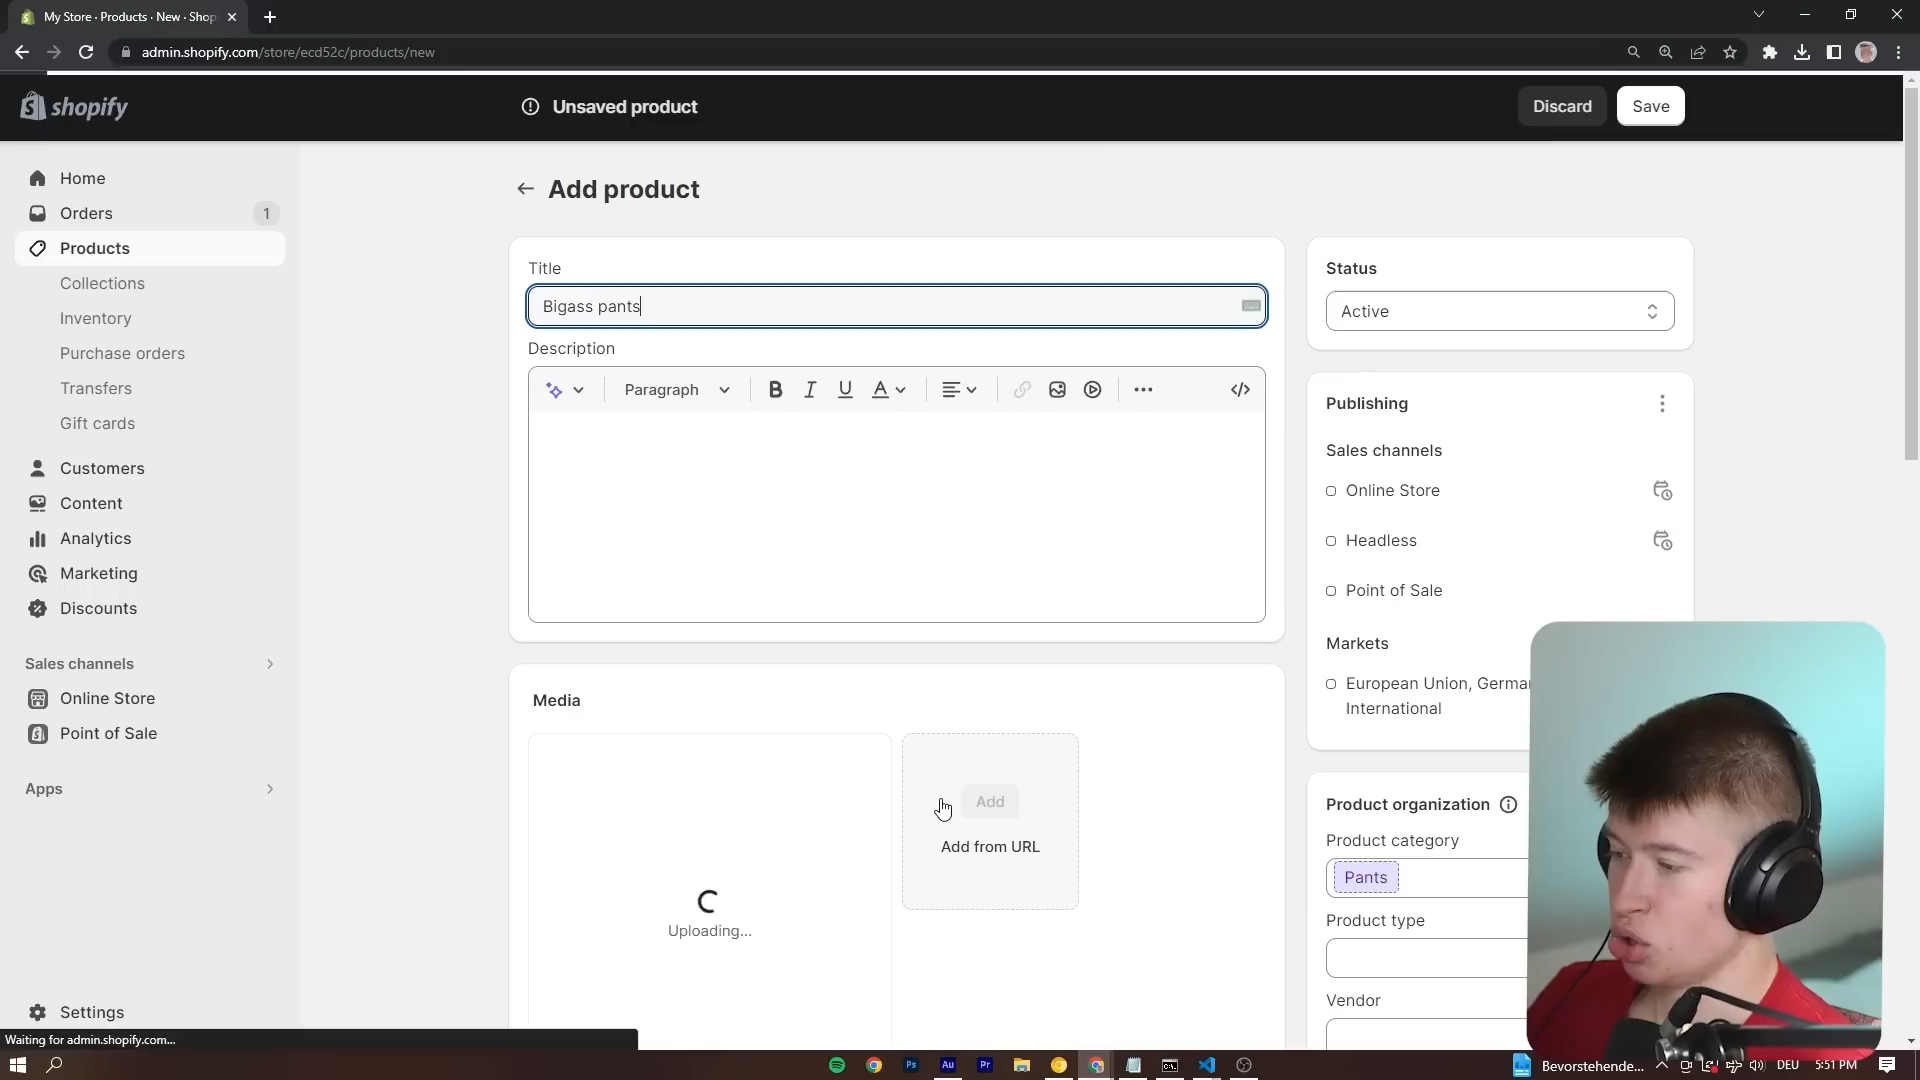 My Store · Products · New · Shop
admin.shopify.com/store/ecd52c/products/new
shopify
Unsaved product
Discard
Save
Home
Orders
1
Products
Collections
Inventory
Purchase orders
Transfers
Gift cards
Customers
Content
Analytics
Marketing
Discounts
Sales channels
Online Store
Point of Sale
Apps
Settings
Waiting for admin.shopify.com...
Add product
Title
Bigass pants
Description
Paragraph
B I U A
Media
Uploading...
Add
Add from URL
Status
Active
Publishing
Sales channels
Online Store
Headless
Point of Sale
Markets
European Union, German
International
Product organization
Product category
Pants
Product type
Vendor
Ps
Au
Pr
Bevorstehende...
DEU
5:51 PM